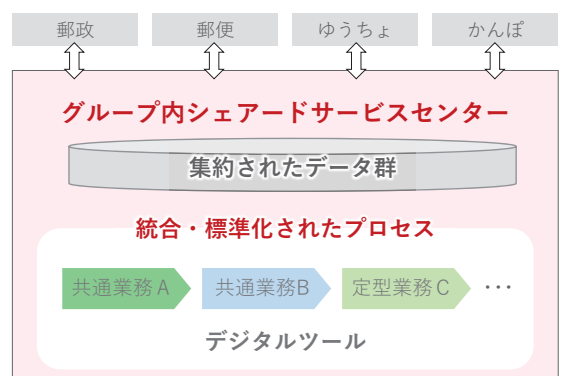 郵政 郵便 ゆうちょ かんぽ
グループ内シェアードサービスセンター
集約されたデータ群
統合・標準化されたプロセス
共通業務A 共通業務B 定型業務C …
デジタルツール